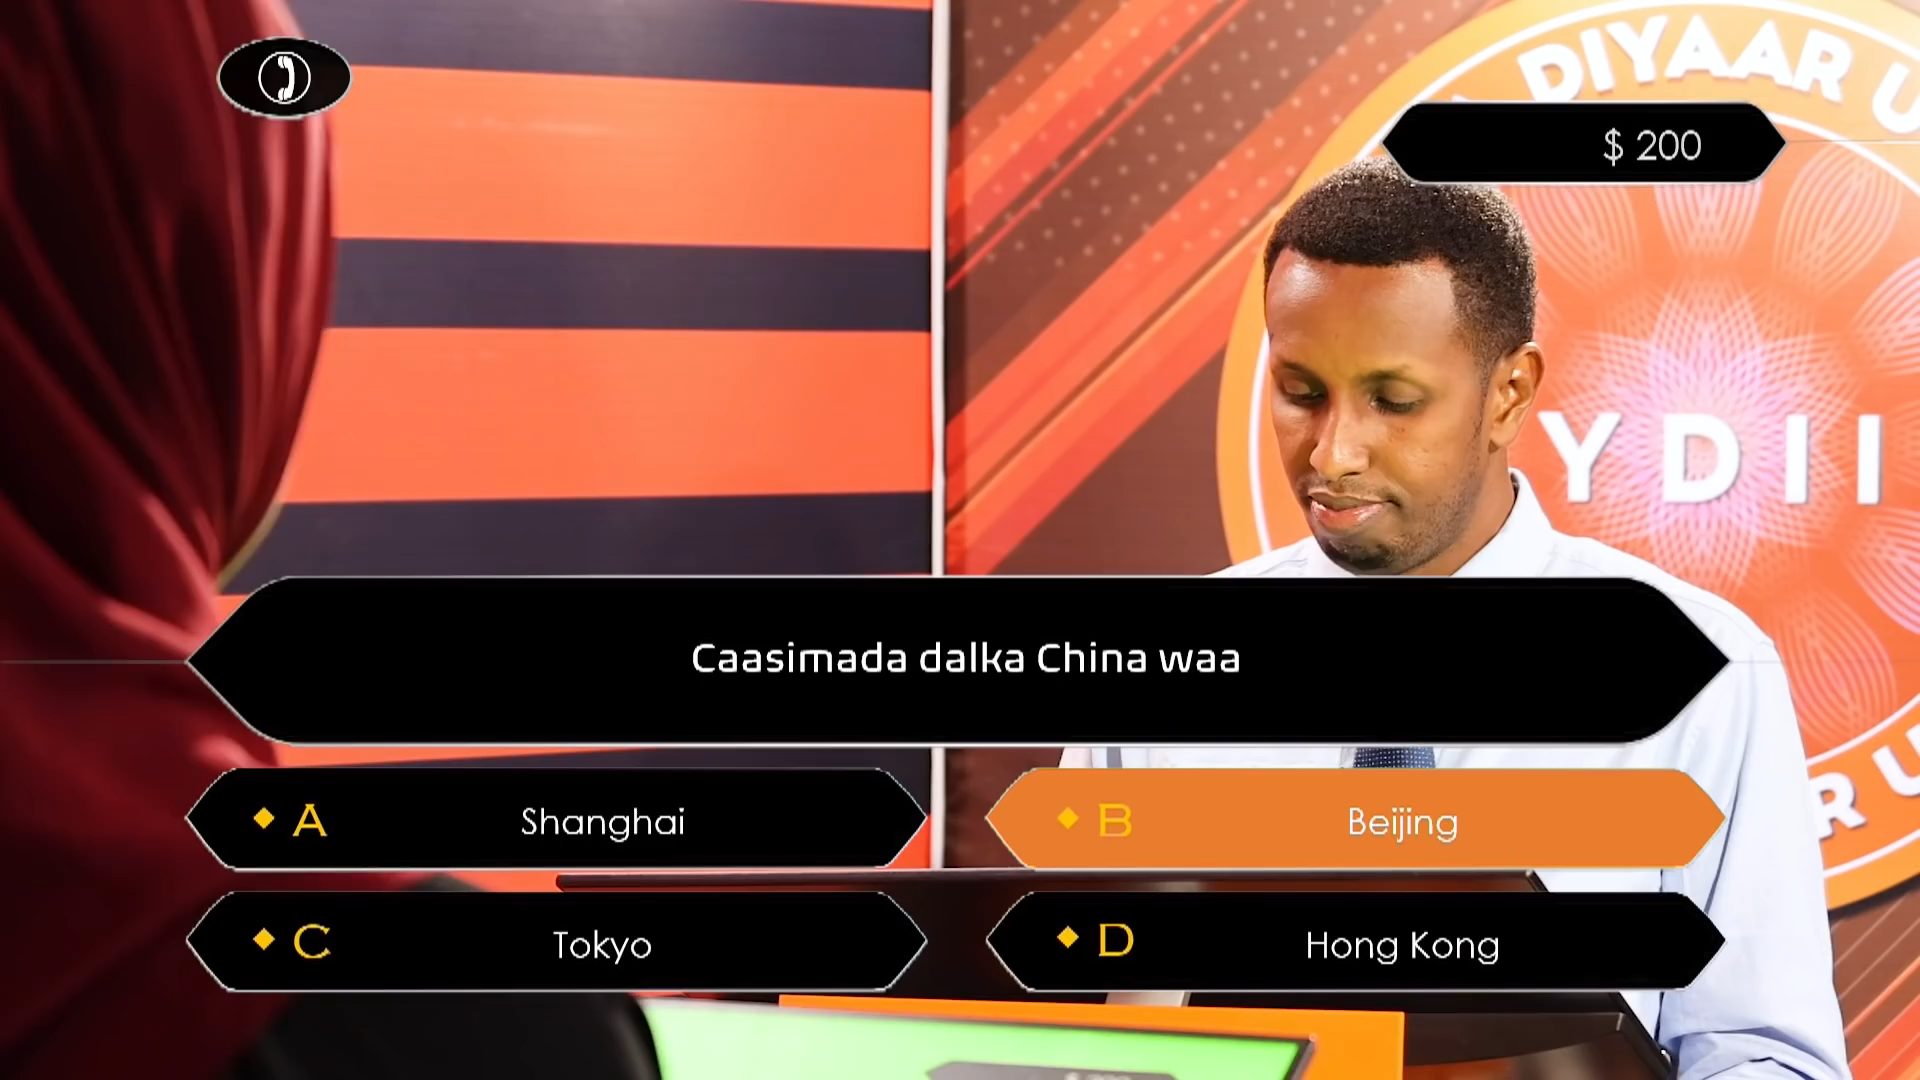 DIYAAR U
$ 200
YDII
Caasimada dalka China waa
A Shanghai
B Beijing
C Tokyo
D Hong Kong
R U